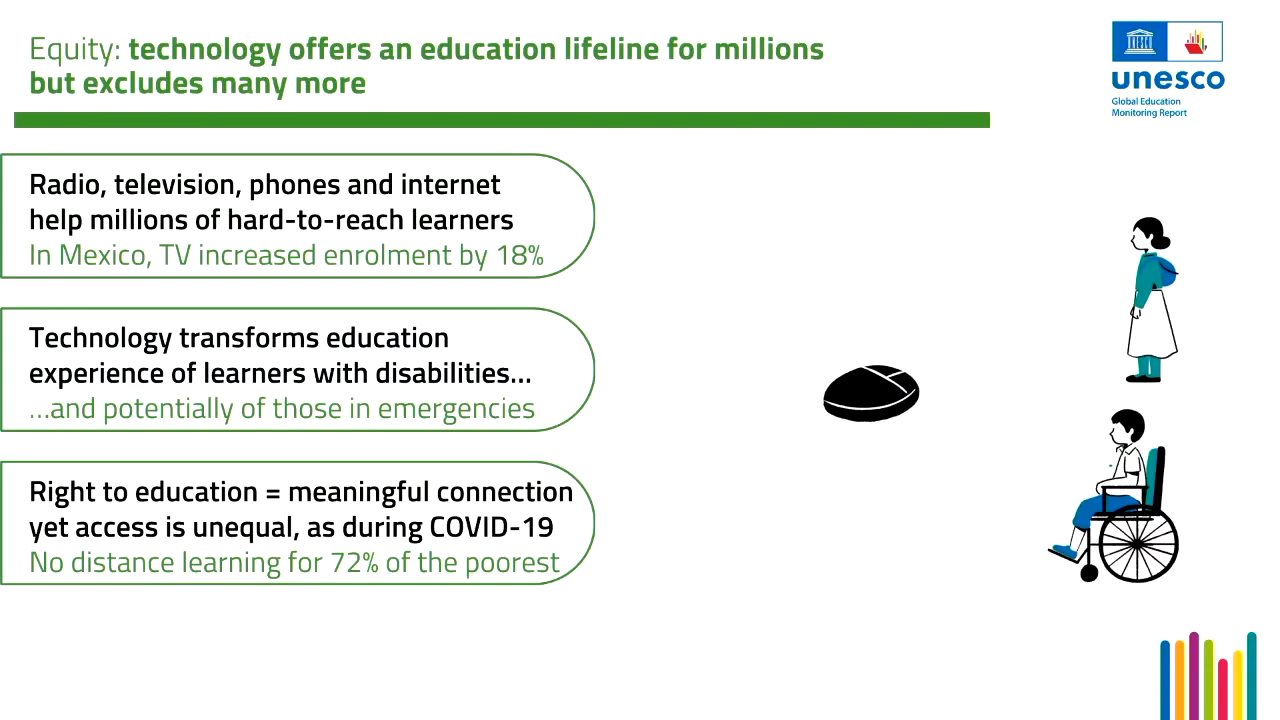 Equity: technology offers an education lifeline for millions
but excludes many more
unesco
Global Education
Monitoring Report
Radio, television, phones and internet
help millions of hard-to-reach learners
In Mexico, TV increased enrolment by 18%
Technology transforms education
experience of learners with disabilities...
...and potentially of those in emergencies
Right to education = meaningful connection
yet access is unequal, as during COVID-19
No distance learning for 72% of the poorest